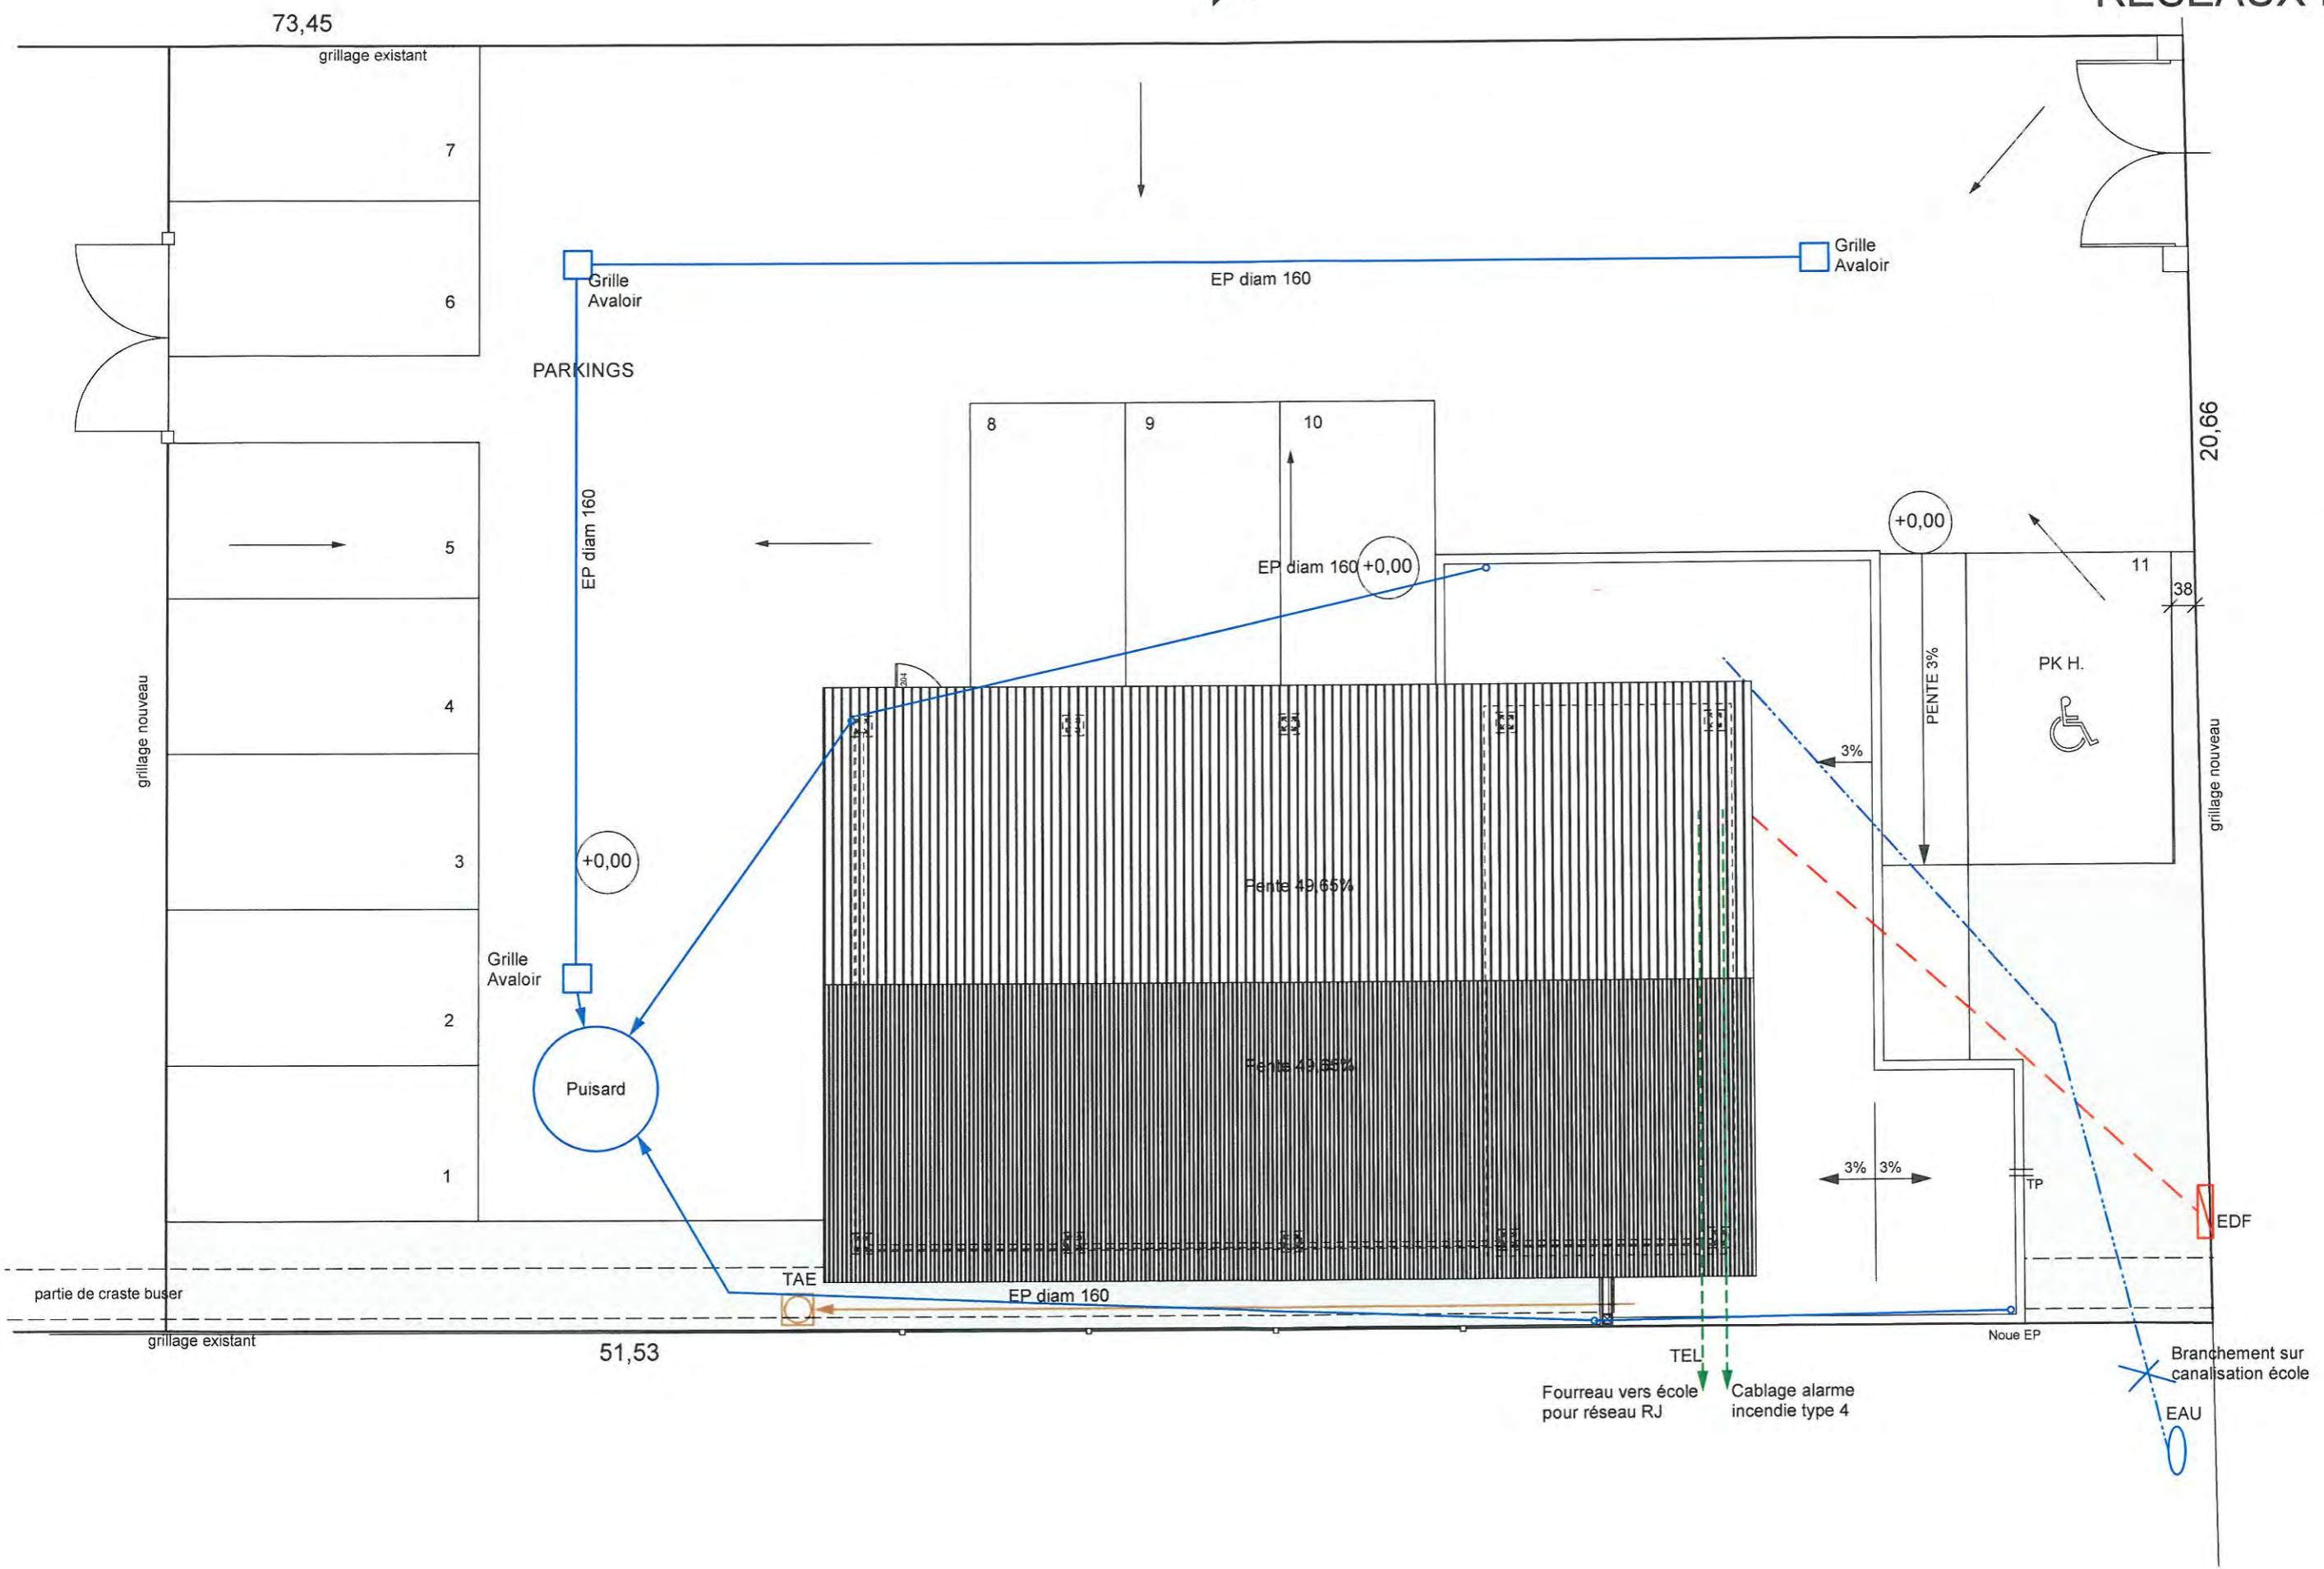 73,45
grillage existant
7
Grille
Avaloir
EP diam 160
Grille
Avaloir
6
PARKINGS
20,66
8
9
10
+0,00
EP diam 160
5
EP diam 160
+0,00
11
38
PK H.
PENTE 3%
204
grillage nouveau
4
3%
grillage nouveau
3
+0,00
Pente 49,65%
Grille
Avaloir
2
Pente 49,65%
Puisard
1
3%
3%
TP
EDF
TAE
partie de craste buser
EP diam 160
grillage existant
51,53
Noue EP
TEL
Branchement sur
canalisation école
Fourreau vers école
pour réseau RJ
Cablage alarme
incendie type 4
EAU